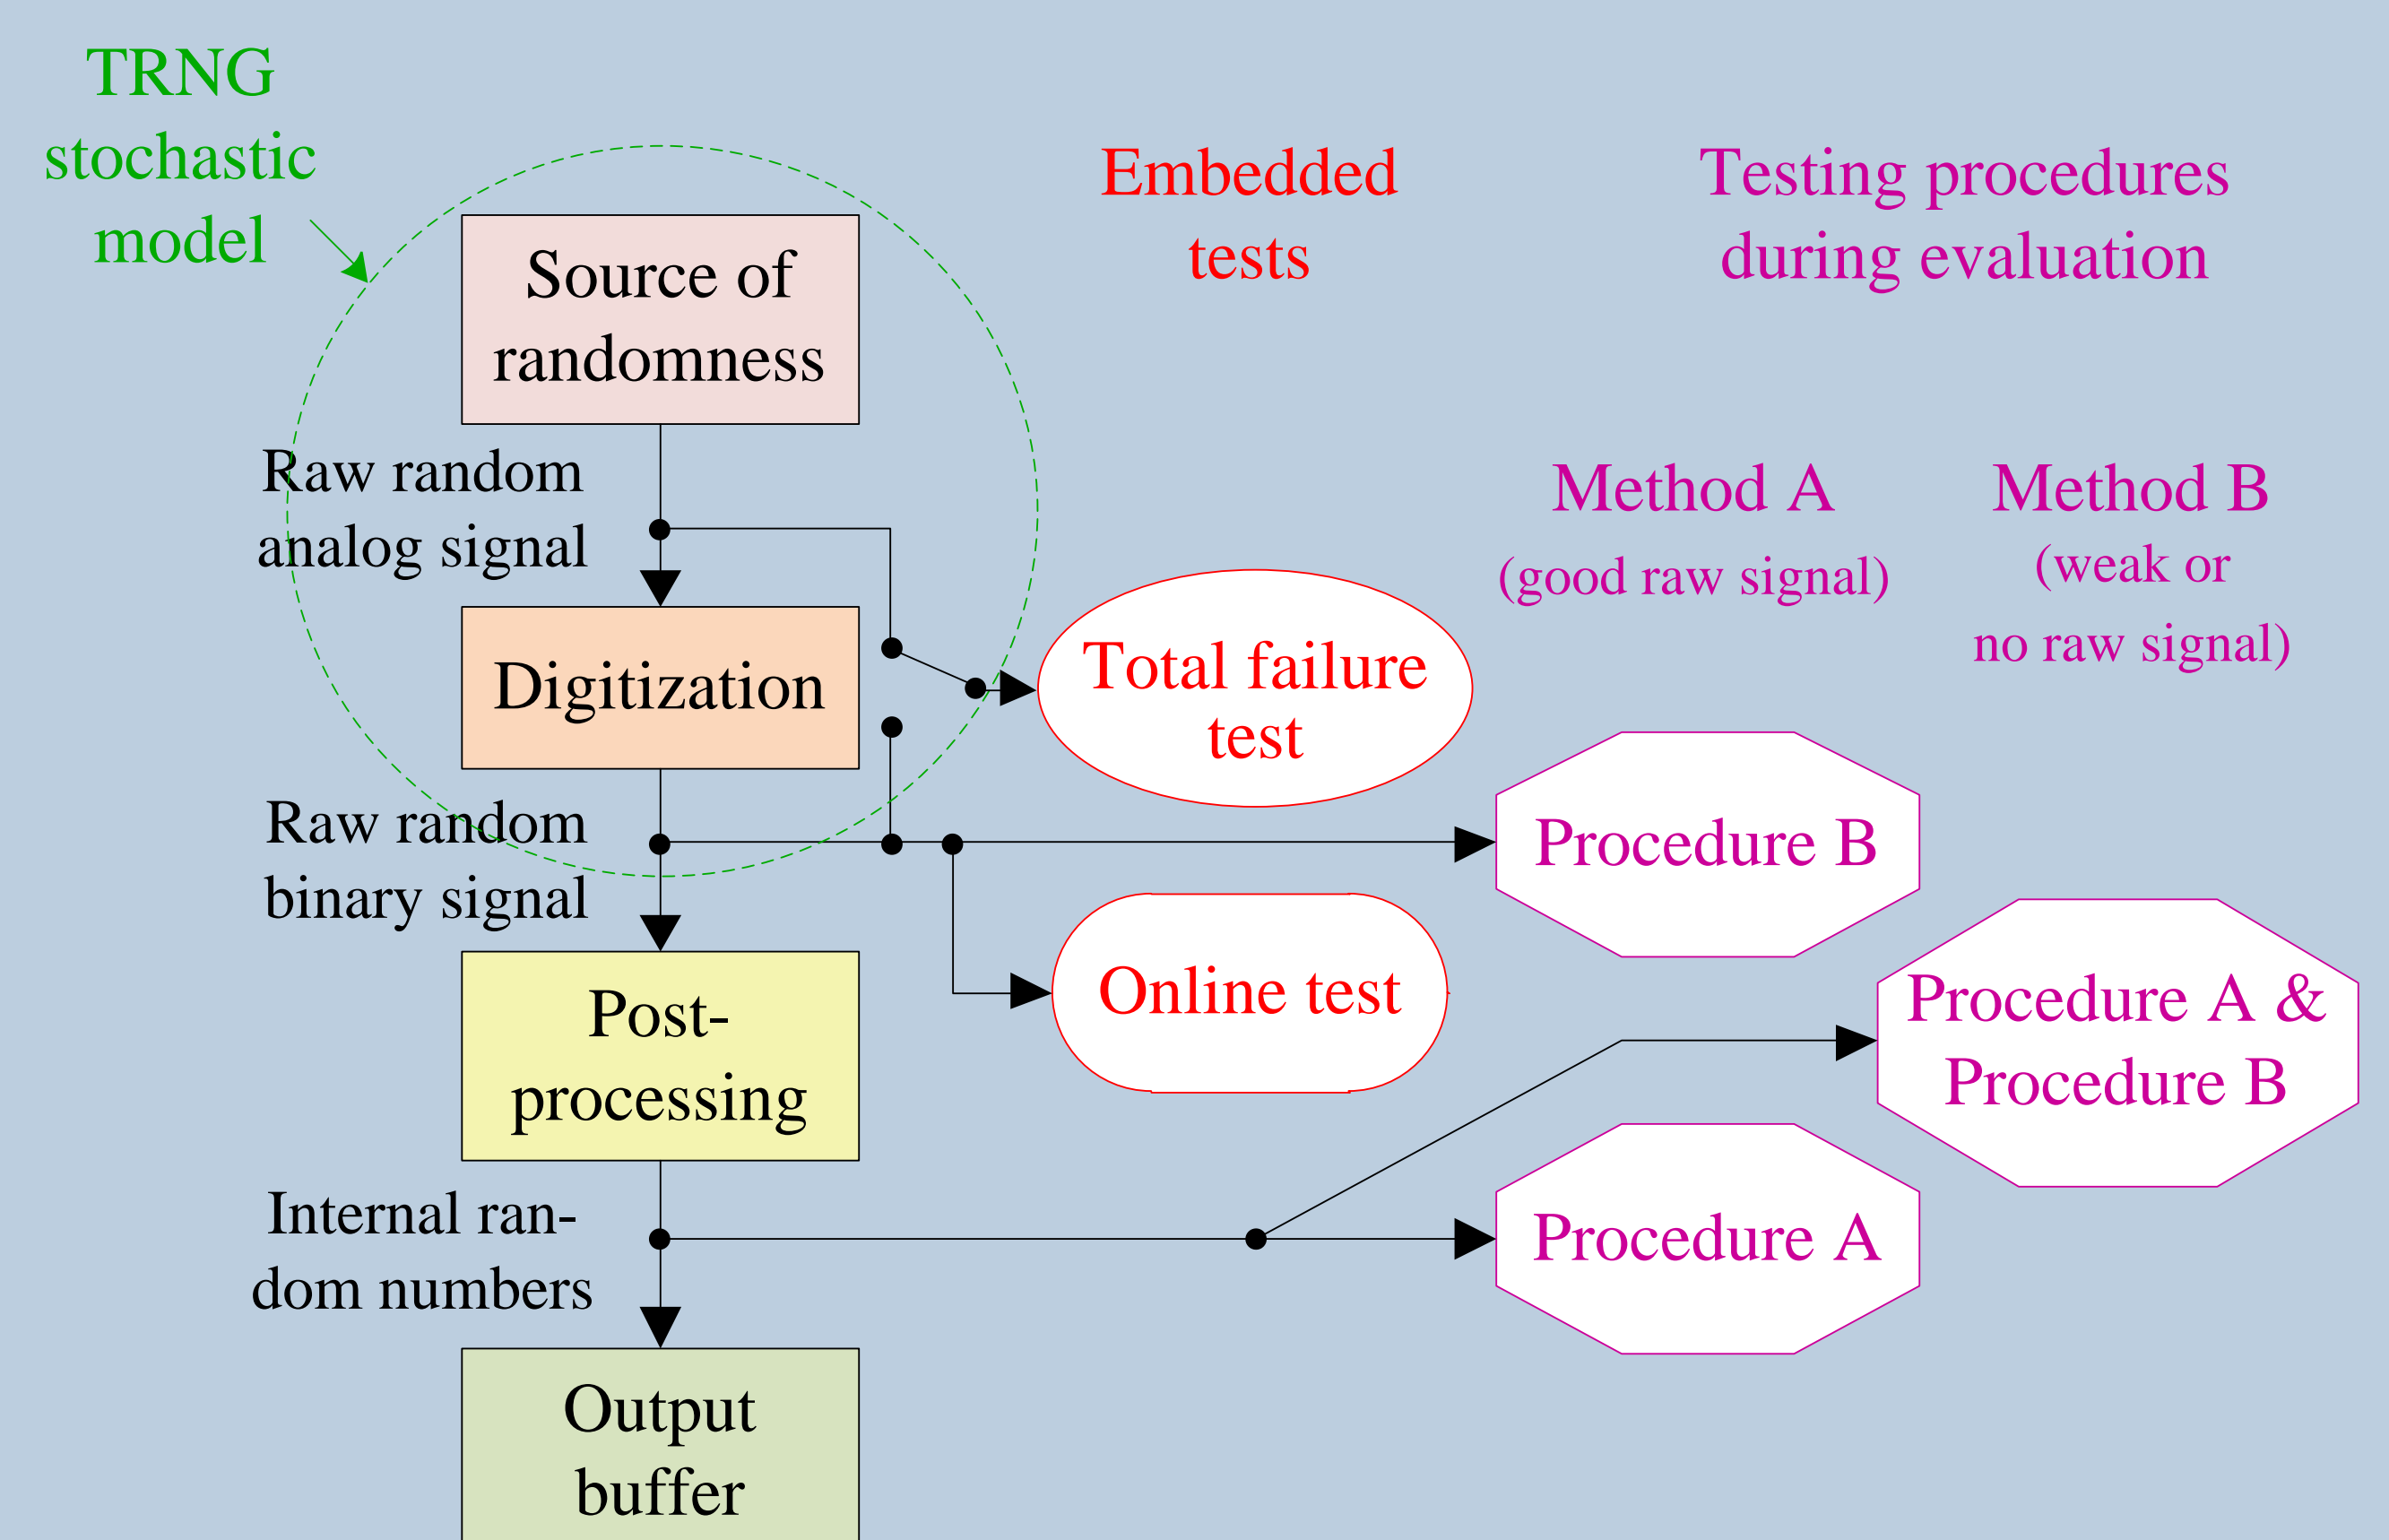 TRNG
stochastic
model
Embedded
tests
Testing procedures
during evaluation
Source of
randomness
Raw random
analog signal
Method A
(good raw signal)
Method B
(weak or
no raw signal)
Digitization
Total failure
test
Raw random
binary signal
Procedure B
Online test
Post-
processing
Procedure A &
Procedure B
Internal ran-
dom numbers
Procedure A
Output
buffer